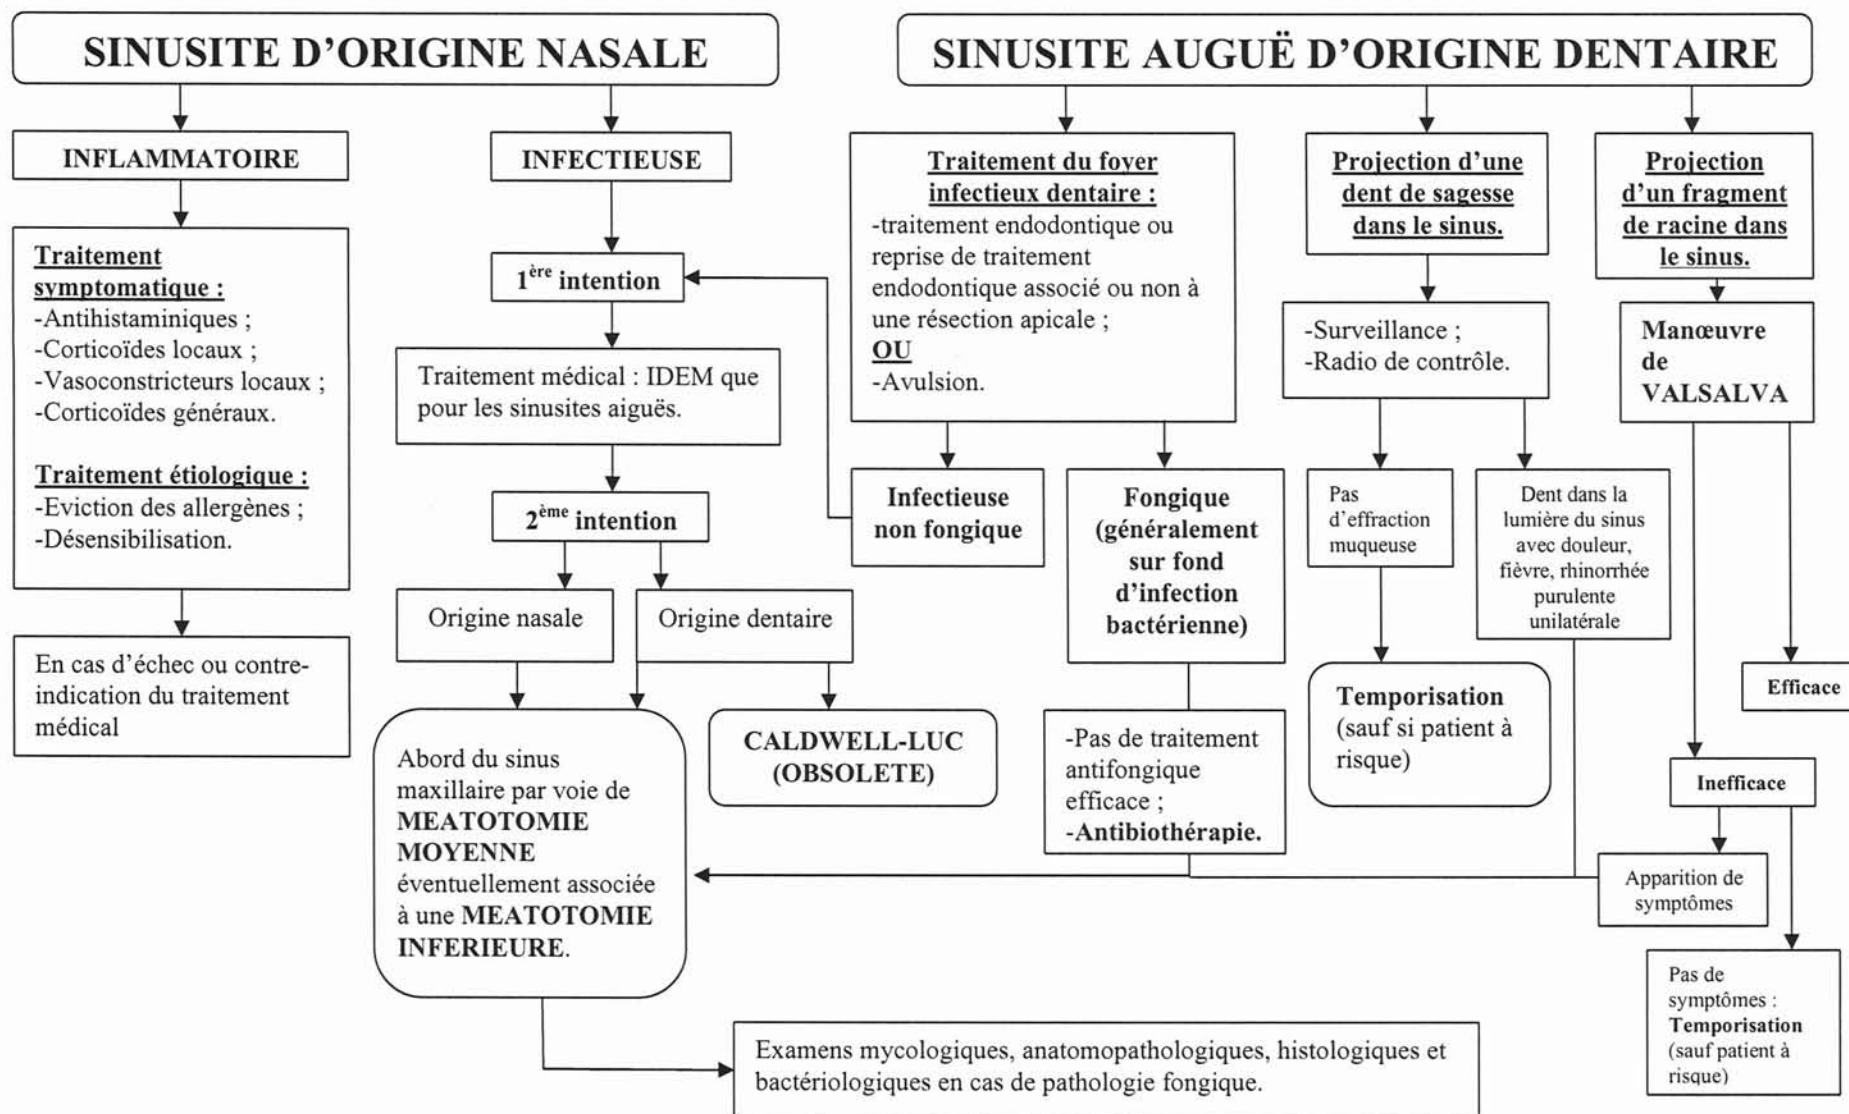 SINUSITE D'ORIGINE NASALE
INFLAMMATOIRE
Traitement
symptomatique :
-Antihistaminiques ;
-Corticoïdes locaux ;
-Vasoconstricteurs locaux ;
-Corticoïdes généraux.
Traitement étiologique :
-Eviction des allergènes ;
-Désensibilisation.
En cas d'échec ou contre-
indication du traitement
médical
INFECTIEUSE
1ère intention
Traitement médical : IDEM que
pour les sinusites aiguës.
2ème intention
Origine nasale
Origine dentaire
Abord du sinus
maxillaire par voie de
MEATOTOMIE
MOYENNE
éventuellement associée
à une MEATOTOMIE
INFERIEURE.
CALDWELL-LUC
(OBSOLETE)
SINUSITE AUGUË D'ORIGINE DENTAIRE
Traitement du foyer
infectieux dentaire :
-traitement endodontique ou
reprise de traitement
endodontique associé ou non à
une résection apicale ;
OU
-Avulsion.
Infectieuse
non fongique
Fongique
(généralement
sur fond
d'infection
bactérienne)
-Pas de traitement
antifongique
efficace ;
-Antibiothérapie.
Projection d'une
dent de sagesse
dans le sinus.
-Surveillance ;
-Radio de contrôle.
Pas
d'effraction
muqueuse
Temporisation
(sauf si patient à
risque)
Dent dans la
lumière du sinus
avec douleur,
fièvre, rhinorrhée
purulente
unilatérale
Projection
d'un fragment
de racine dans
le sinus.
Manœuvre
de
VALSALVA
Efficace
Inefficace
Apparition de
symptômes
Pas de
symptômes :
Temporisation
(sauf patient à
risque)
Examens mycologiques, anatomopathologiques, histologiques et
bactériologiques en cas de pathologie fongique.